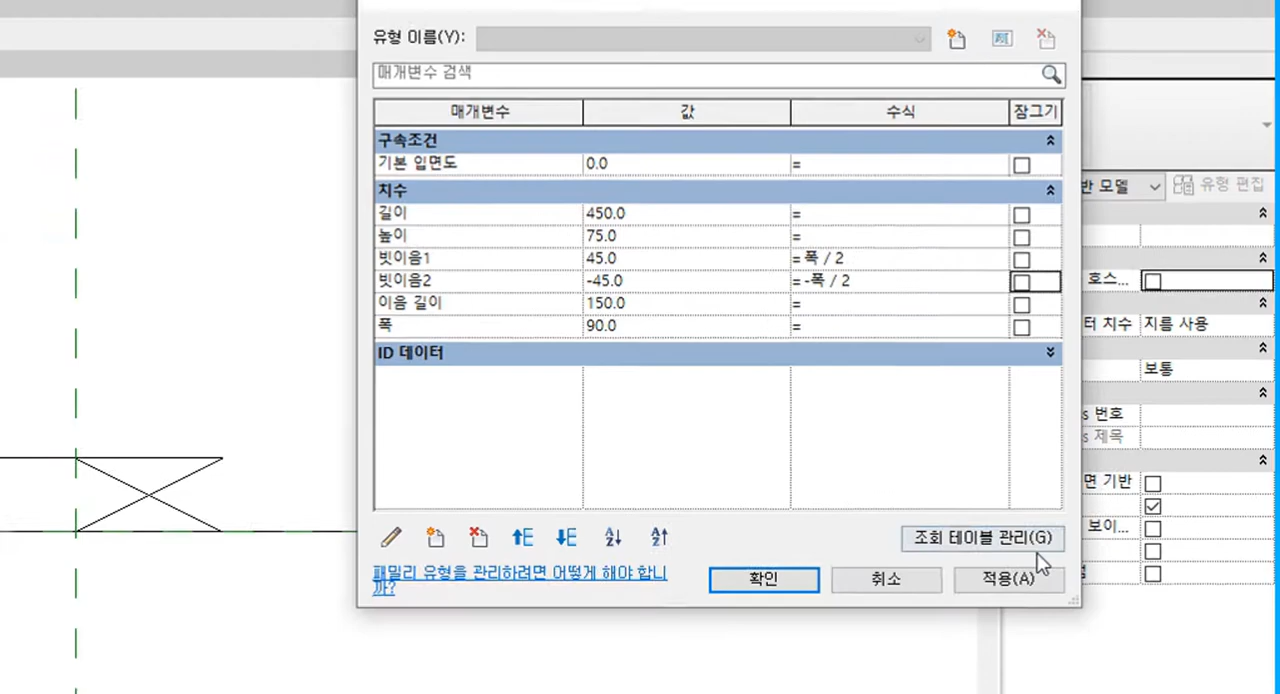 유형 이름(Y):
매개변수 검색
매개변수 값 수식 잠그기
구속조건
기본 입면도 0.0 =
치수
길이 450.0 =
높이 75.0 =
빗이음1 45.0 = 폭 / 2
빗이음2 -45.0 = -폭 / 2
이음 길이 150.0 =
폭 90.0 =
ID 데이터
조회 테이블 관리(G)
패밀리 유형을 관리하려면 어떻게 해야 합니
까?
확인 취소 적용(A)
반 모델 유형 편집
호스...
터 치수 지름 사용
보통
s 번호
s 제목
면 기반
보이...